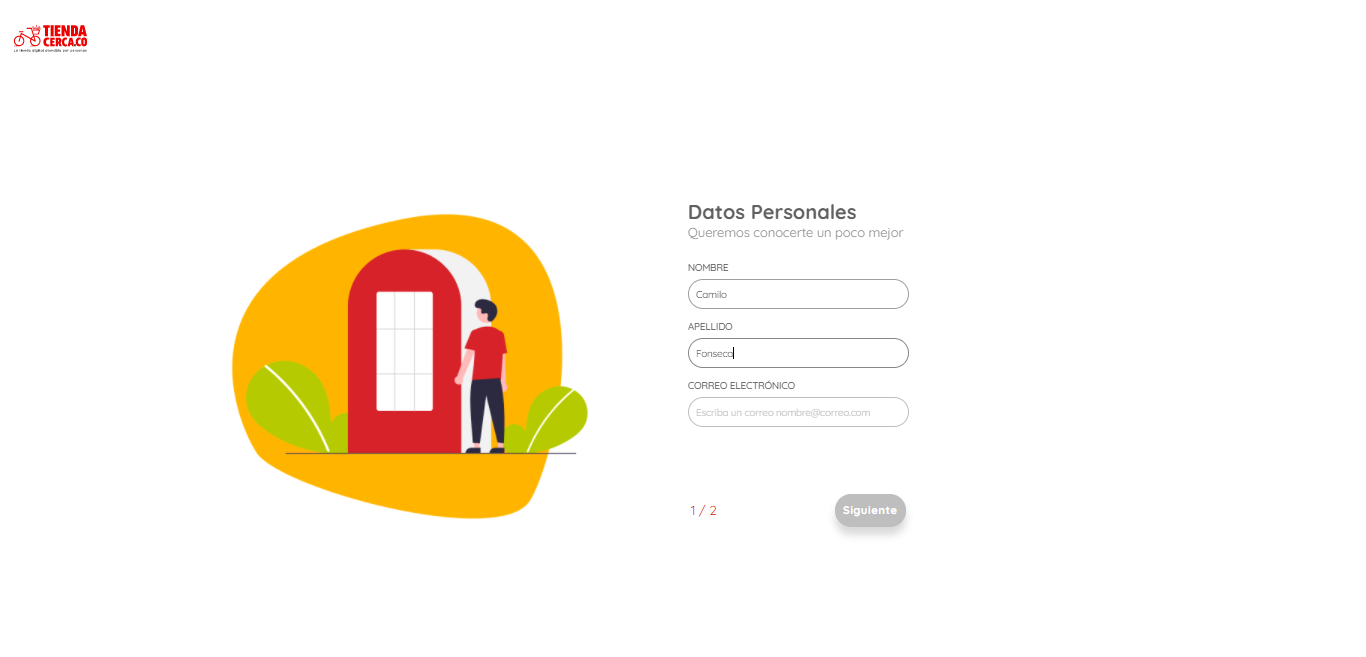 TIENDA
CERCA.CO
La tienda digital atendida por personas
Datos Personales
Queremos conocerte un poco mejor
NOMBRE
Camilo
APELLIDO
Fonseca
CORREO ELECTRÓNICO
Escriba un correo nombre@correo.com
1 / 2
Siguiente